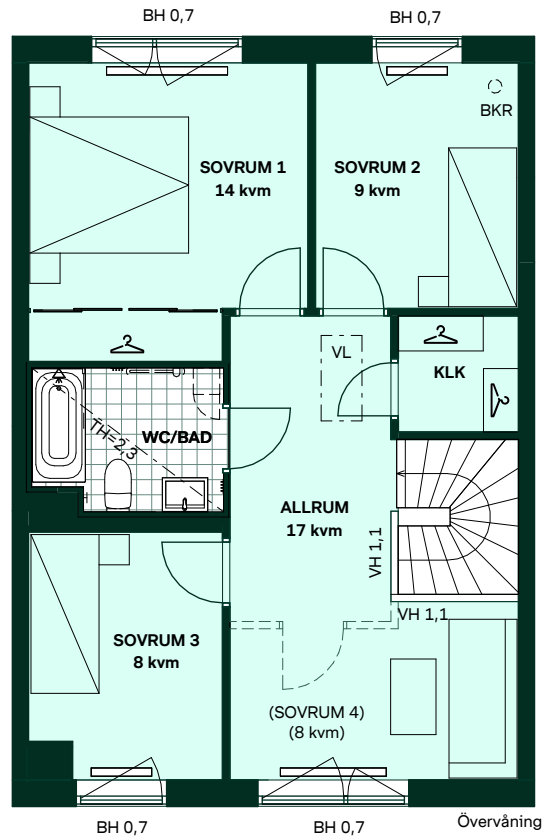 BH 0,7
BH 0,7
BKR
SOVRUM 1
14 kvm
SOVRUM 2
9 kvm
VL
KLK
WC/BAD
TH=2,3
ALLRUM
17 kvm
VH 1,1
VH 1,1
SOVRUM 3
8 kvm
(SOVRUM 4)
(8 kvm)
BH 0,7
BH 0,7
Övervåning